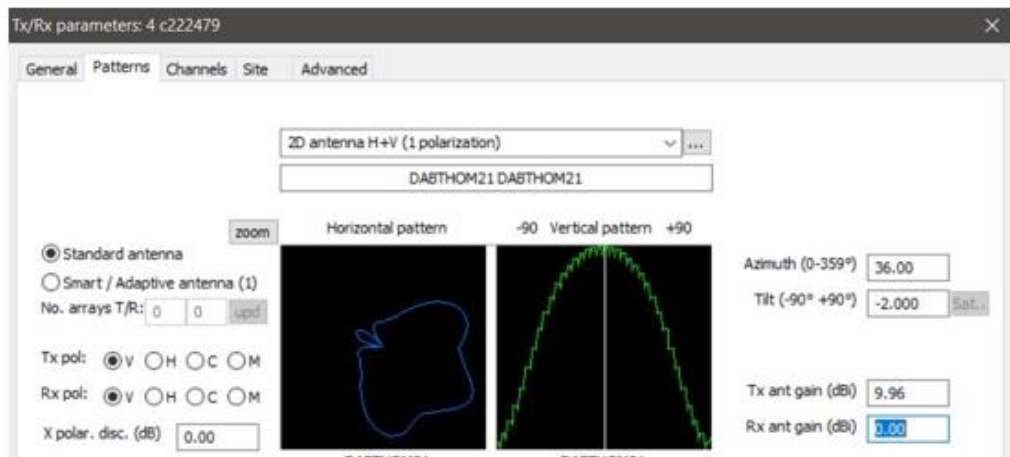 Tx/Rx parameters: 4 c222479
General Patterns Channels Site Advanced
2D antenna H+V (1 polarization) ...
DABTHOM21 DABTHOM21
zoom Horizontal pattern -90 Vertical pattern +90
Standard antenna
Smart / Adaptive antenna (1)
No. arrays T/R: 0 0 upd
Azimuth (0-359°) 36.00
Tilt (-90° +90°) -2.000 Sat..
Tx pol: V H C M
Rx pol: V H C M
X polar. disc. (dB) 0.00
Tx ant gain (dBi) 9.96
Rx ant gain (dBi) 0.00